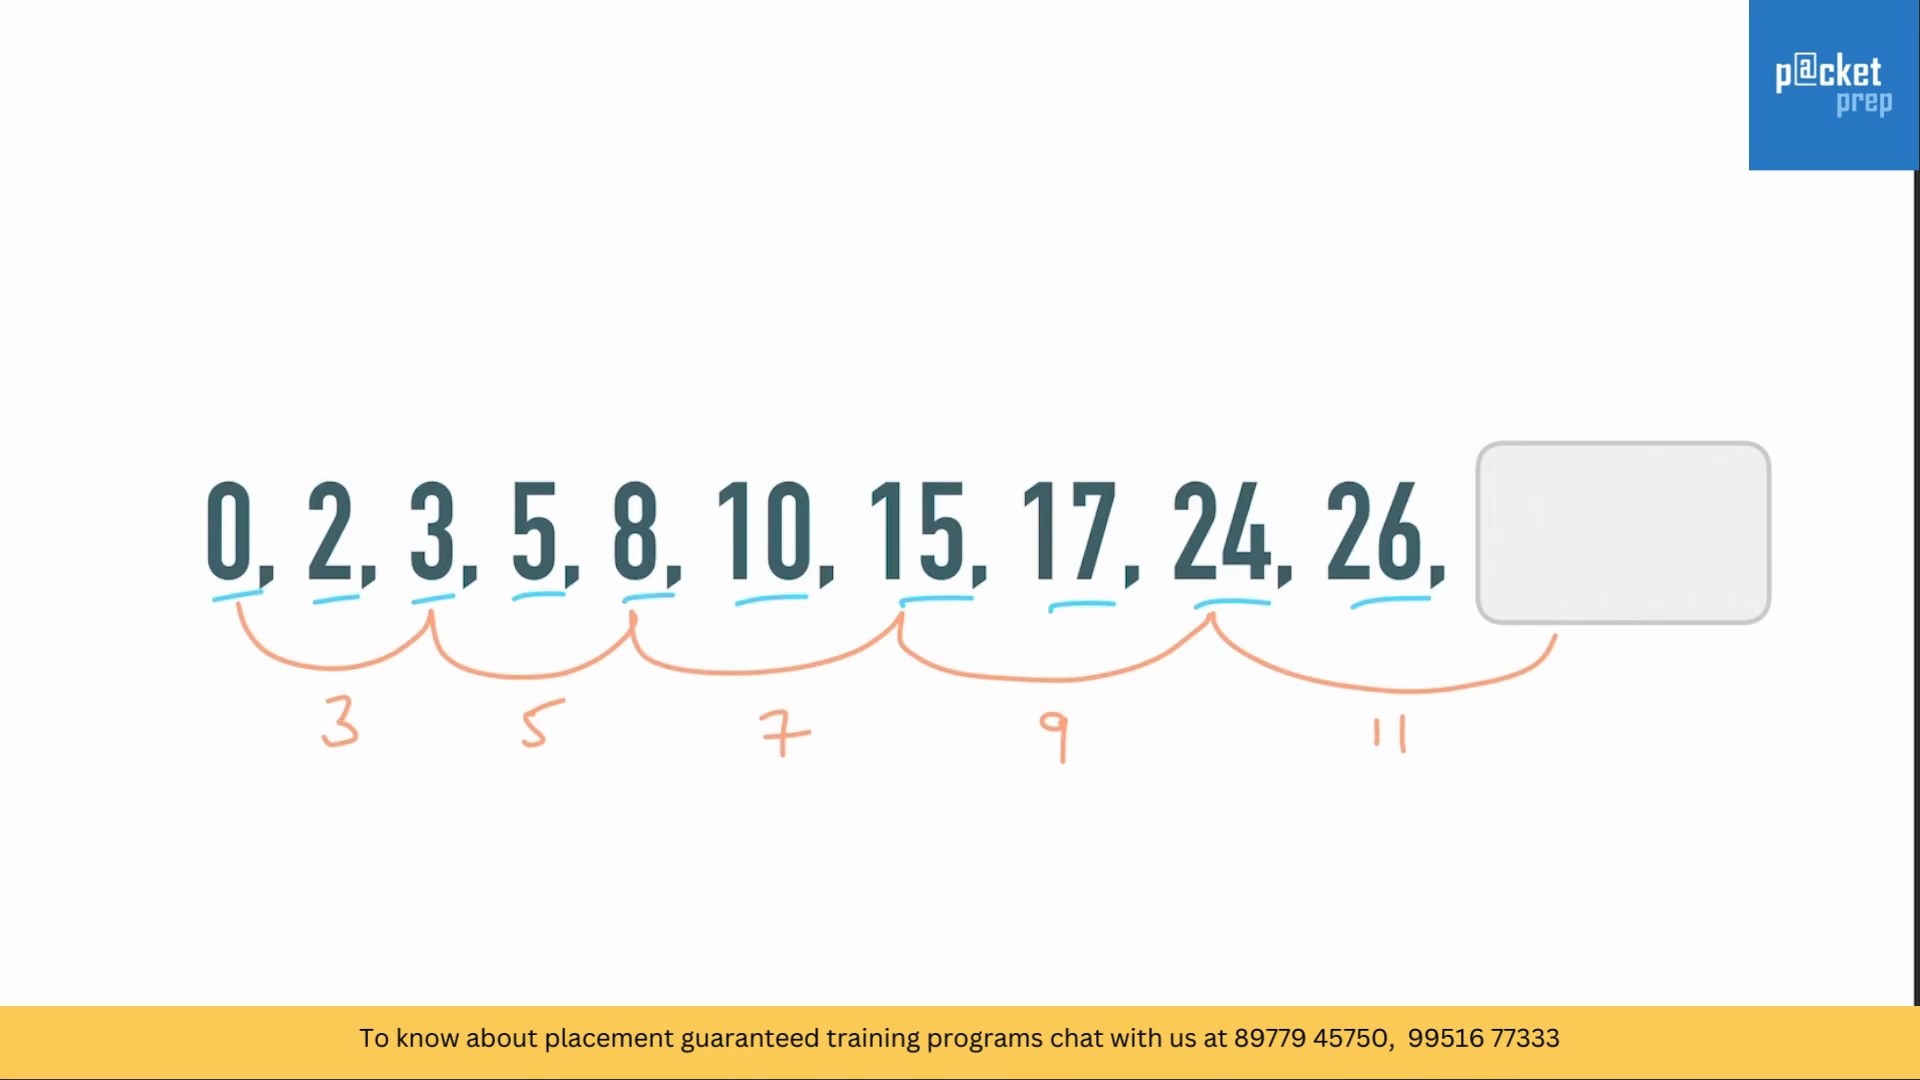 p@cket
prep
0, 2, 3, 5, 8, 10, 15, 17, 24, 26,
3 5 7 9 11
To know about placement guaranteed training programs chat with us at 89779 45750, 99516 77333